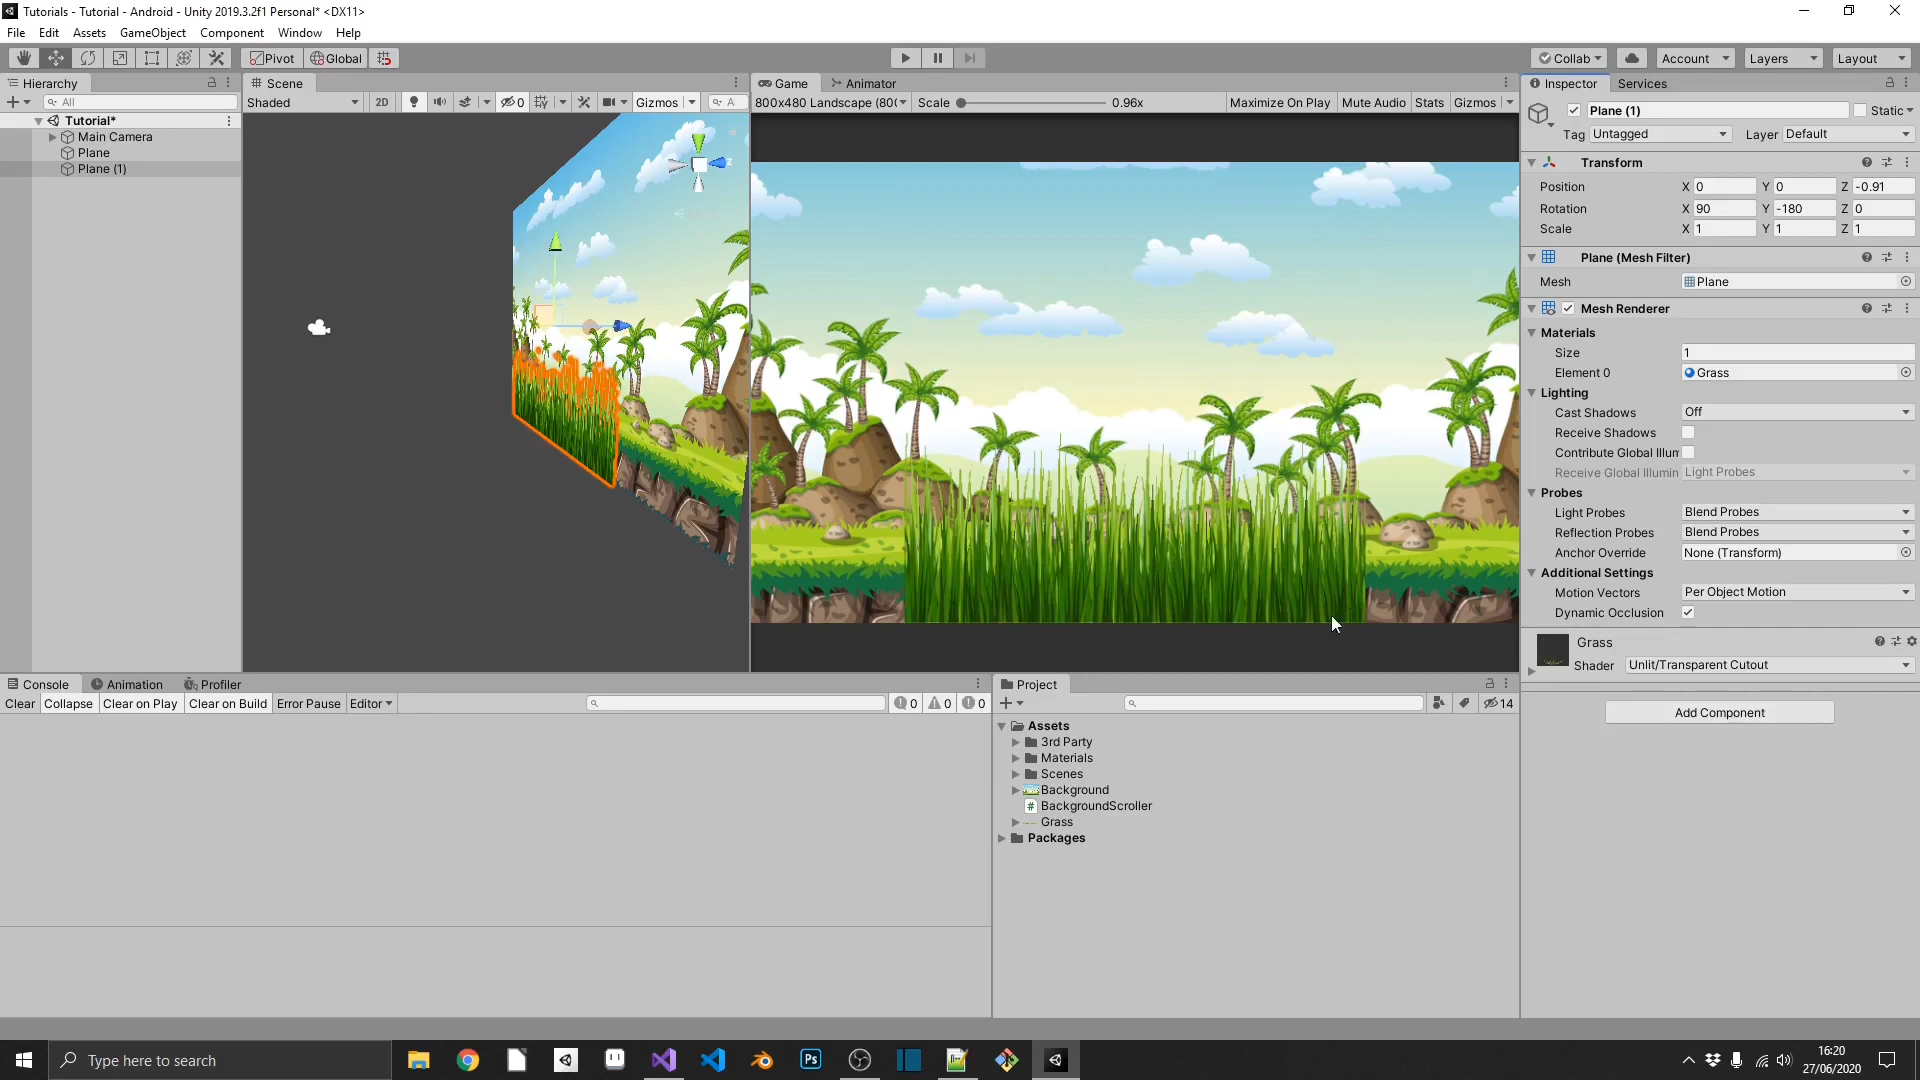 Tutorials - Tutorial - Android - Unity 2019.3.2f1 Personal* <DX11>
File Edit Assets GameObject Component Window Help
Pivot Global Collab Account Layers Layout
Hierarchy
All
Tutorial*
Main Camera
Plane
Plane (1)
Scene
Shaded 2D 0 Gizmos A
Game Animator
800x480 Landscape (80( Scale 0.96x Maximize On Play Mute Audio Stats Gizmos
Inspector Services
Plane (1) Static
Tag Untagged Layer Default
Transform
Position X 0 Y 0 Z -0.91
Rotation X 90 Y -180 Z 0
Scale X 1 Y 1 Z 1
Plane (Mesh Filter)
Mesh Plane
Mesh Renderer
Materials
Size 1
Element 0 Grass
Lighting
Cast Shadows Off
Receive Shadows
Contribute Global Illum
Receive Global Illumin Light Probes
Probes
Light Probes Blend Probes
Reflection Probes Blend Probes
Anchor Override None (Transform)
Additional Settings
Motion Vectors Per Object Motion
Dynamic Occlusion
Grass
Shader Unlit/Transparent Cutout
Add Component
Console Animation Profiler
Clear Collapse Clear on Play Clear on Build Error Pause Editor 0 0 0
Project
14
Assets
3rd Party
Materials
Scenes
Background
BackgroundScroller
Grass
Packages
Type here to search
Ps
16:20
27/06/2020